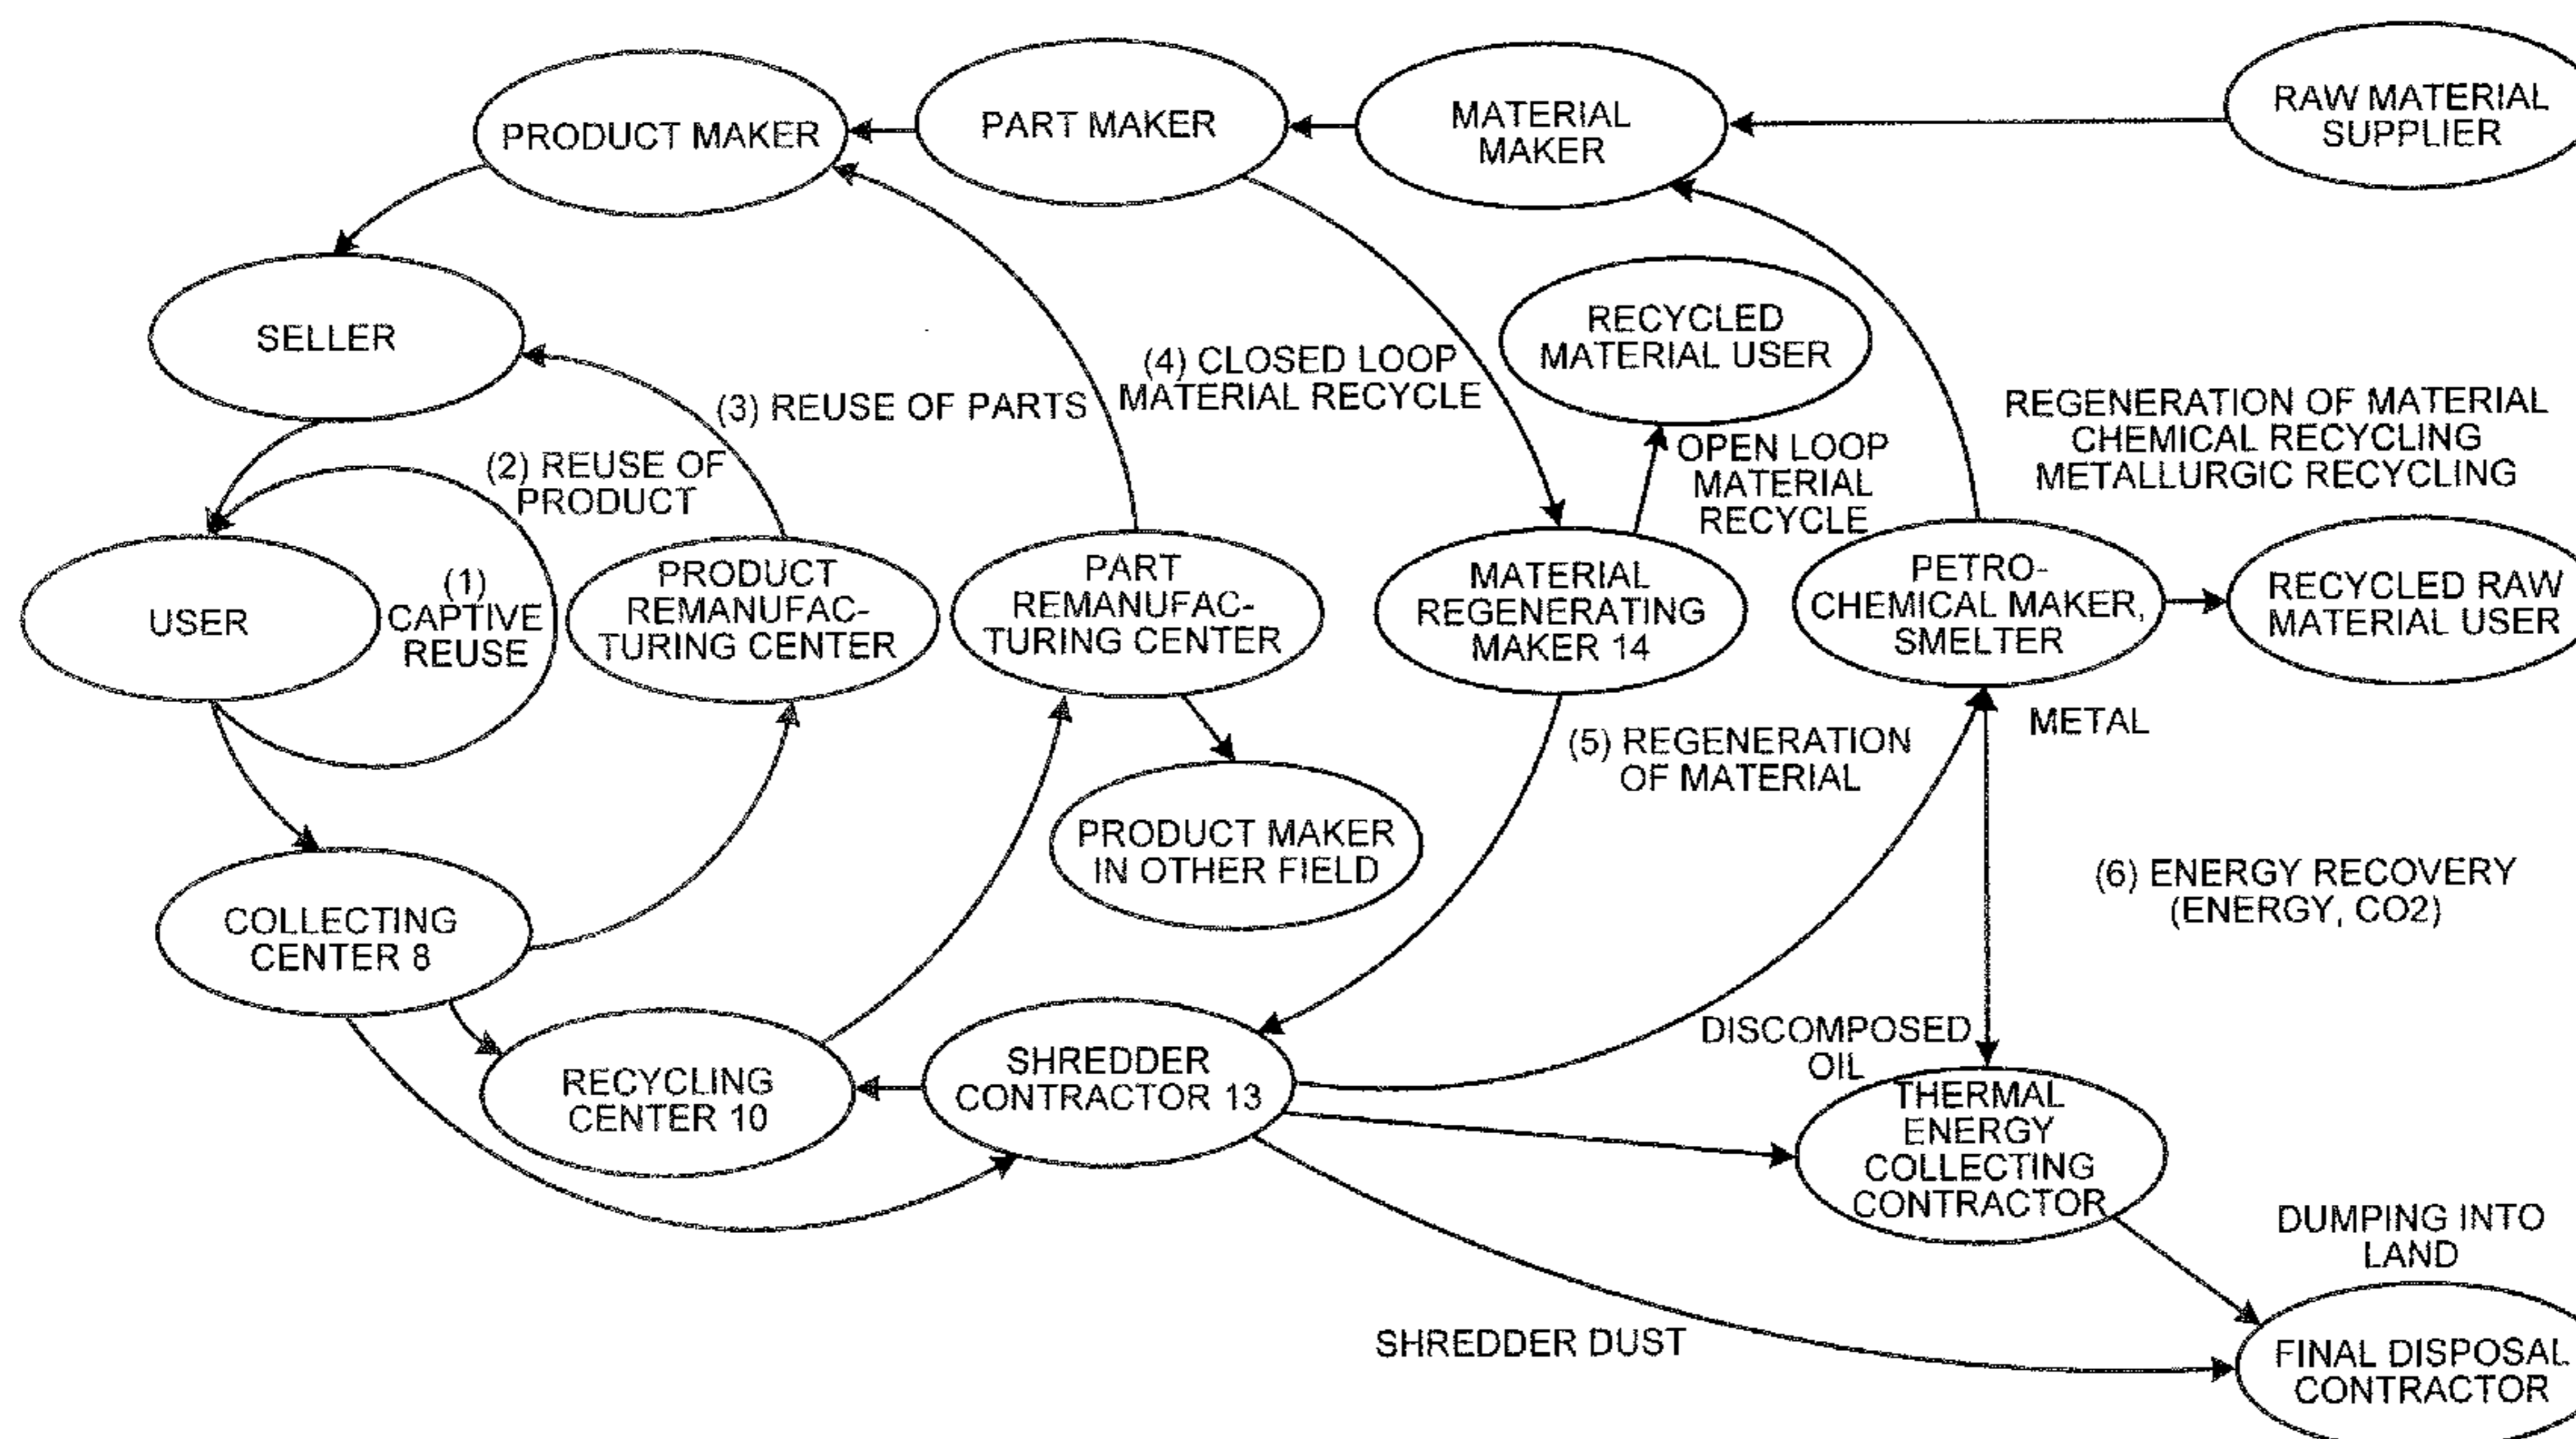 PRODUCT MAKER
PART MAKER
MATERIAL
MAKER
RAW MATERIAL
SUPPLIER
SELLER
(3) REUSE OF PARTS
(4) CLOSED LOOP
MATERIAL RECYCLE
RECYCLED
MATERIAL USER
OPEN LOOP
MATERIAL
RECYCLE
REGENERATION OF MATERIAL
CHEMICAL RECYCLING
METALLURGIC RECYCLING
(2) REUSE OF
PRODUCT
USER
(1)
CAPTIVE
REUSE
PRODUCT
REMANUFAC-
TURING CENTER
PART
REMANUFAC-
TURING CENTER
MATERIAL
REGENERATING
MAKER 14
PETRO-
CHEMICAL MAKER,
SMELTER
RECYCLED RAW
MATERIAL USER
METAL
(5) REGENERATION
OF MATERIAL
PRODUCT MAKER
IN OTHER FIELD
(6) ENERGY RECOVERY
(ENERGY, CO2)
COLLECTING
CENTER 8
RECYCLING
CENTER 10
SHREDDER
CONTRACTOR 13
DISCOMPOSED
OIL
THERMAL
ENERGY
COLLECTING
CONTRACTOR
DUMPING INTO
LAND
SHREDDER DUST
FINAL DISPOSAL
CONTRACTOR